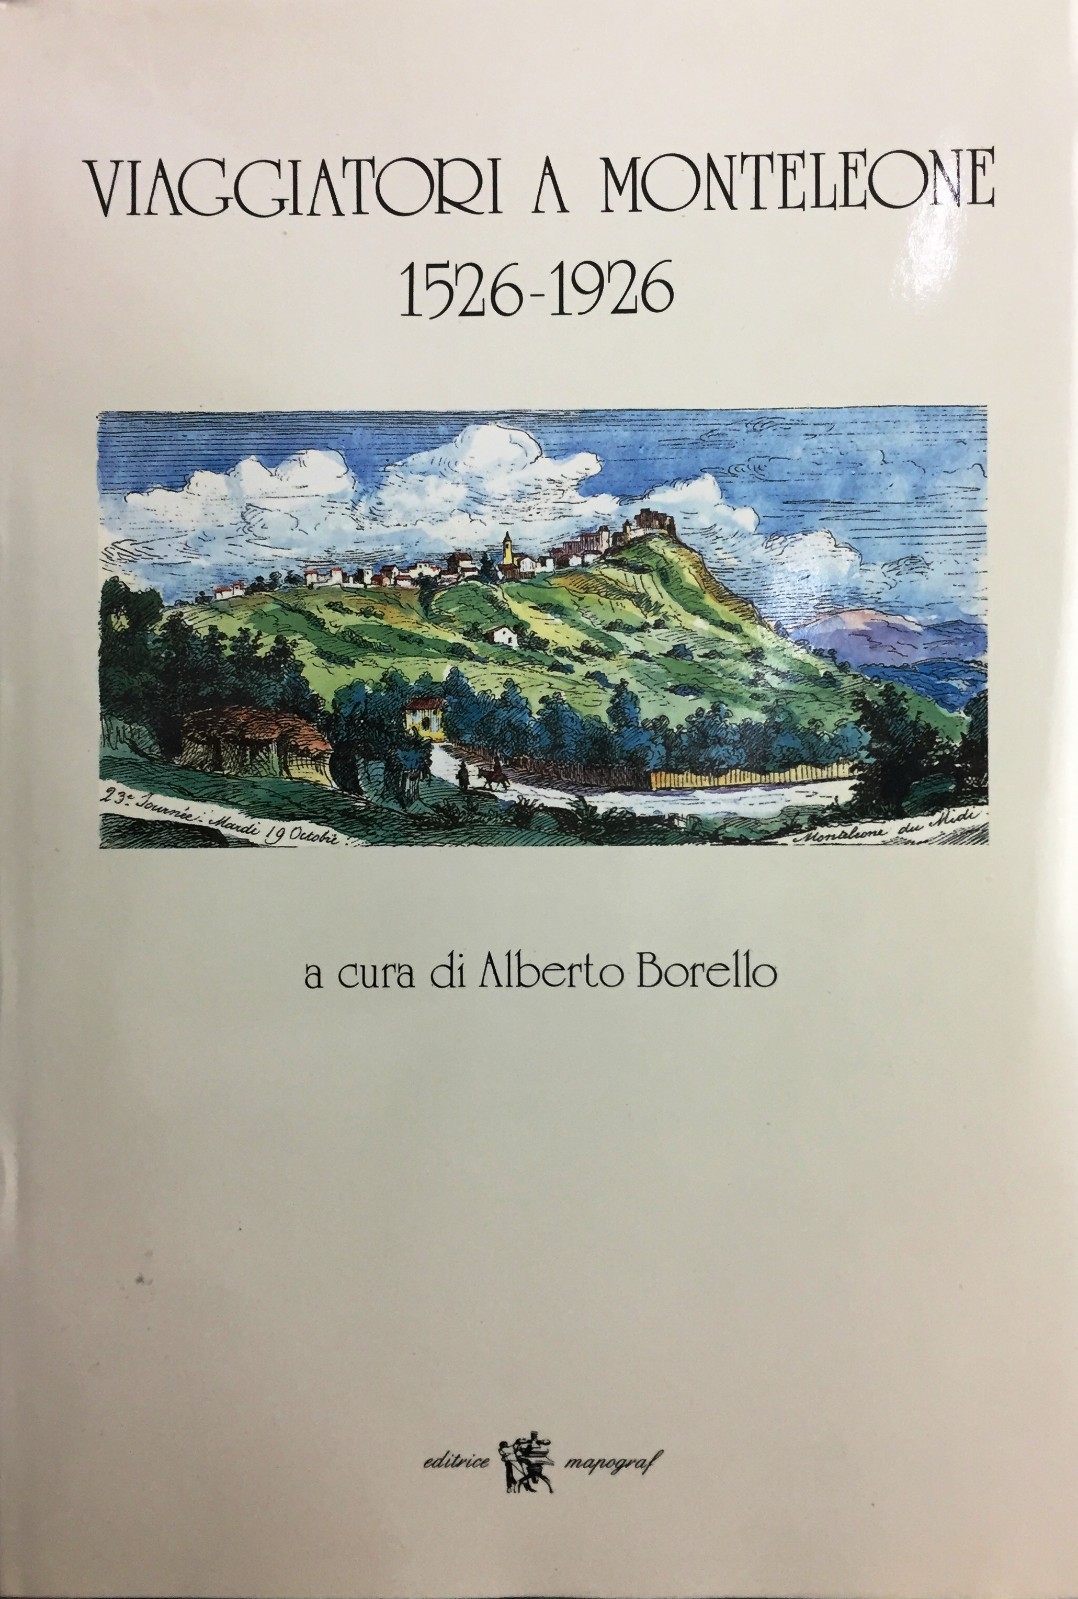 VIAGGIATORI A MONTELEONE
1526-1926
23e Journée: Mardi 19 Octobre.
Monteleone du Midi
a cura di Alberto Borello
editrice mapograf